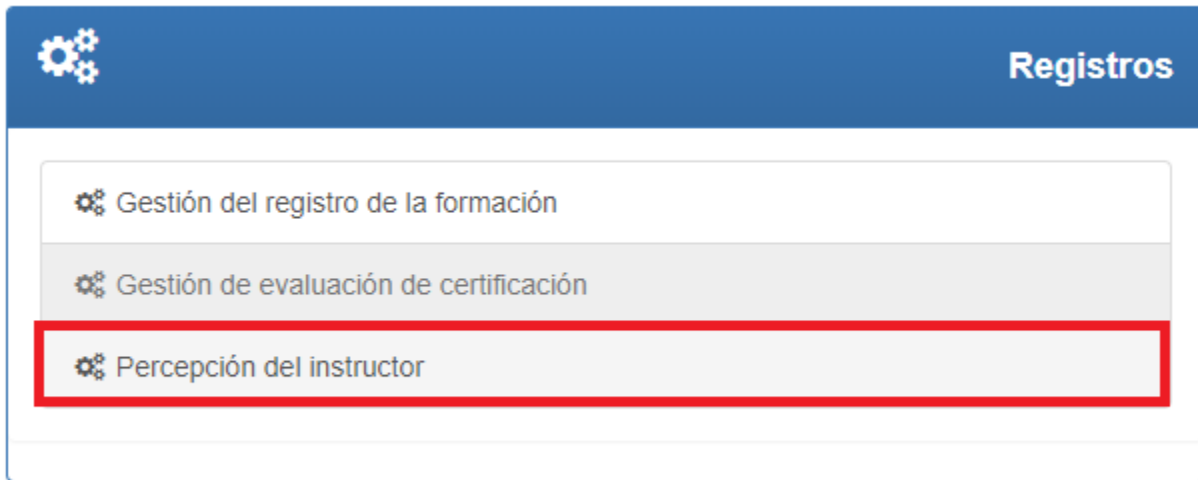 Registros
Gestión del registro de la formación
Gestión de evaluación de certificación
Percepción del instructor